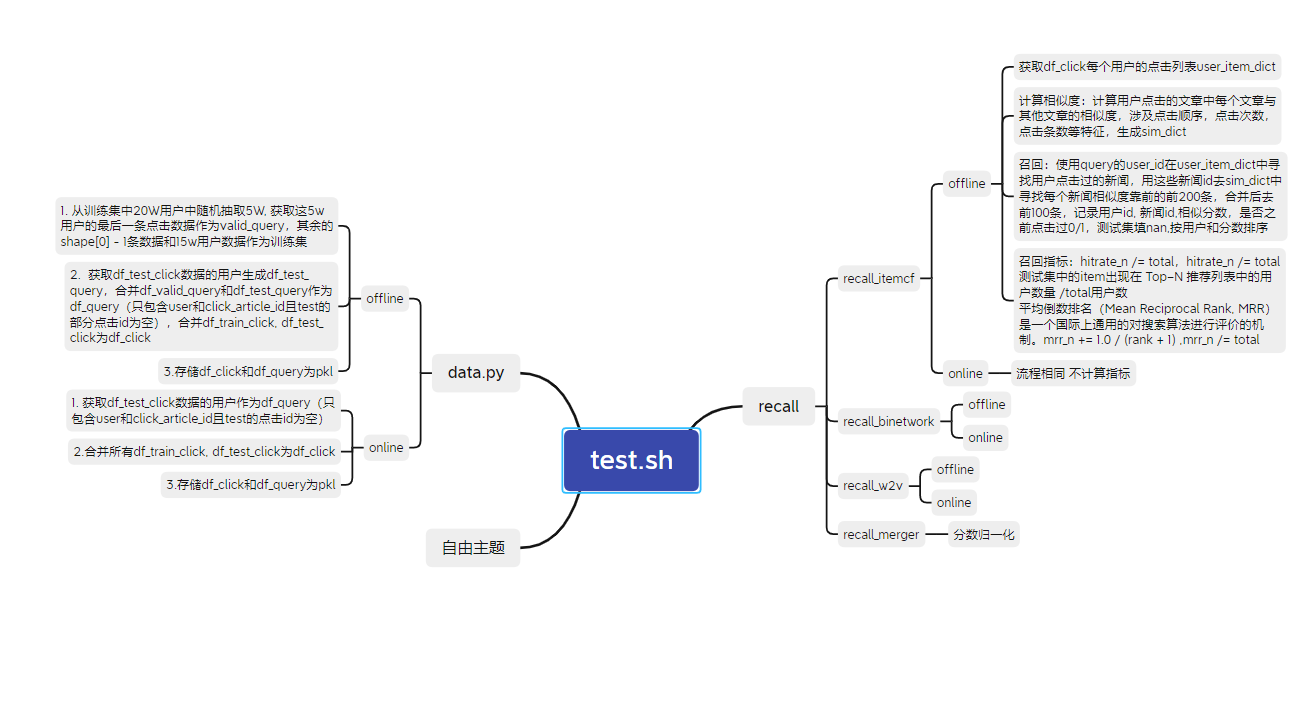 test.sh
data.py
offline
1. 从训练集中20W用户中随机抽取5W, 获取这5w
用户的最后一条点击数据作为valid_query，其余的
shape[0] - 1条数据和15w用户数据作为训练集
2. 获取df_test_click数据的用户生成df_test_
query，合并df_valid_query和df_test_query作为
df_query（只包含user和click_article_id且test的
部分点击id为空），合并df_train_click, df_test_
click为df_click
3.存储df_click和df_query为pkl
online
1. 获取df_test_click数据的用户作为df_query（只
包含user和click_article_id且test的点击id为空）
2.合并所有df_train_click, df_test_click为df_click
3.存储df_click和df_query为pkl
自由主题
recall
recall_itemcf
offline
获取df_click每个用户的点击列表user_item_dict
计算相似度：计算用户点击的文章中每个文章与
其他文章的相似度，涉及点击顺序，点击次数，
点击条数等特征，生成sim_dict
召回：使用query的user_id在user_item_dict中寻
找用户点击过的新闻，用这些新闻id去sim_dict中
寻找每个新闻相似度靠前的前200条，合并后去
前100条，记录用户id, 新闻id,相似分数，是否之
前点击过0/1，测试集填nan,按用户和分数排序
召回指标：hitrate_n /= total，hitrate_n /= total
测试集中的item出现在 Top-N 推荐列表中的用
户数量 /total用户数
平均倒数排名（Mean Reciprocal Rank, MRR）
是一个国际上通用的对搜索算法进行评价的机
制。mrr_n += 1.0 / (rank + 1) ,mrr_n /= total
online
流程相同 不计算指标
recall_binetwork
offline
online
recall_w2v
offline
online
recall_merger
分数归一化